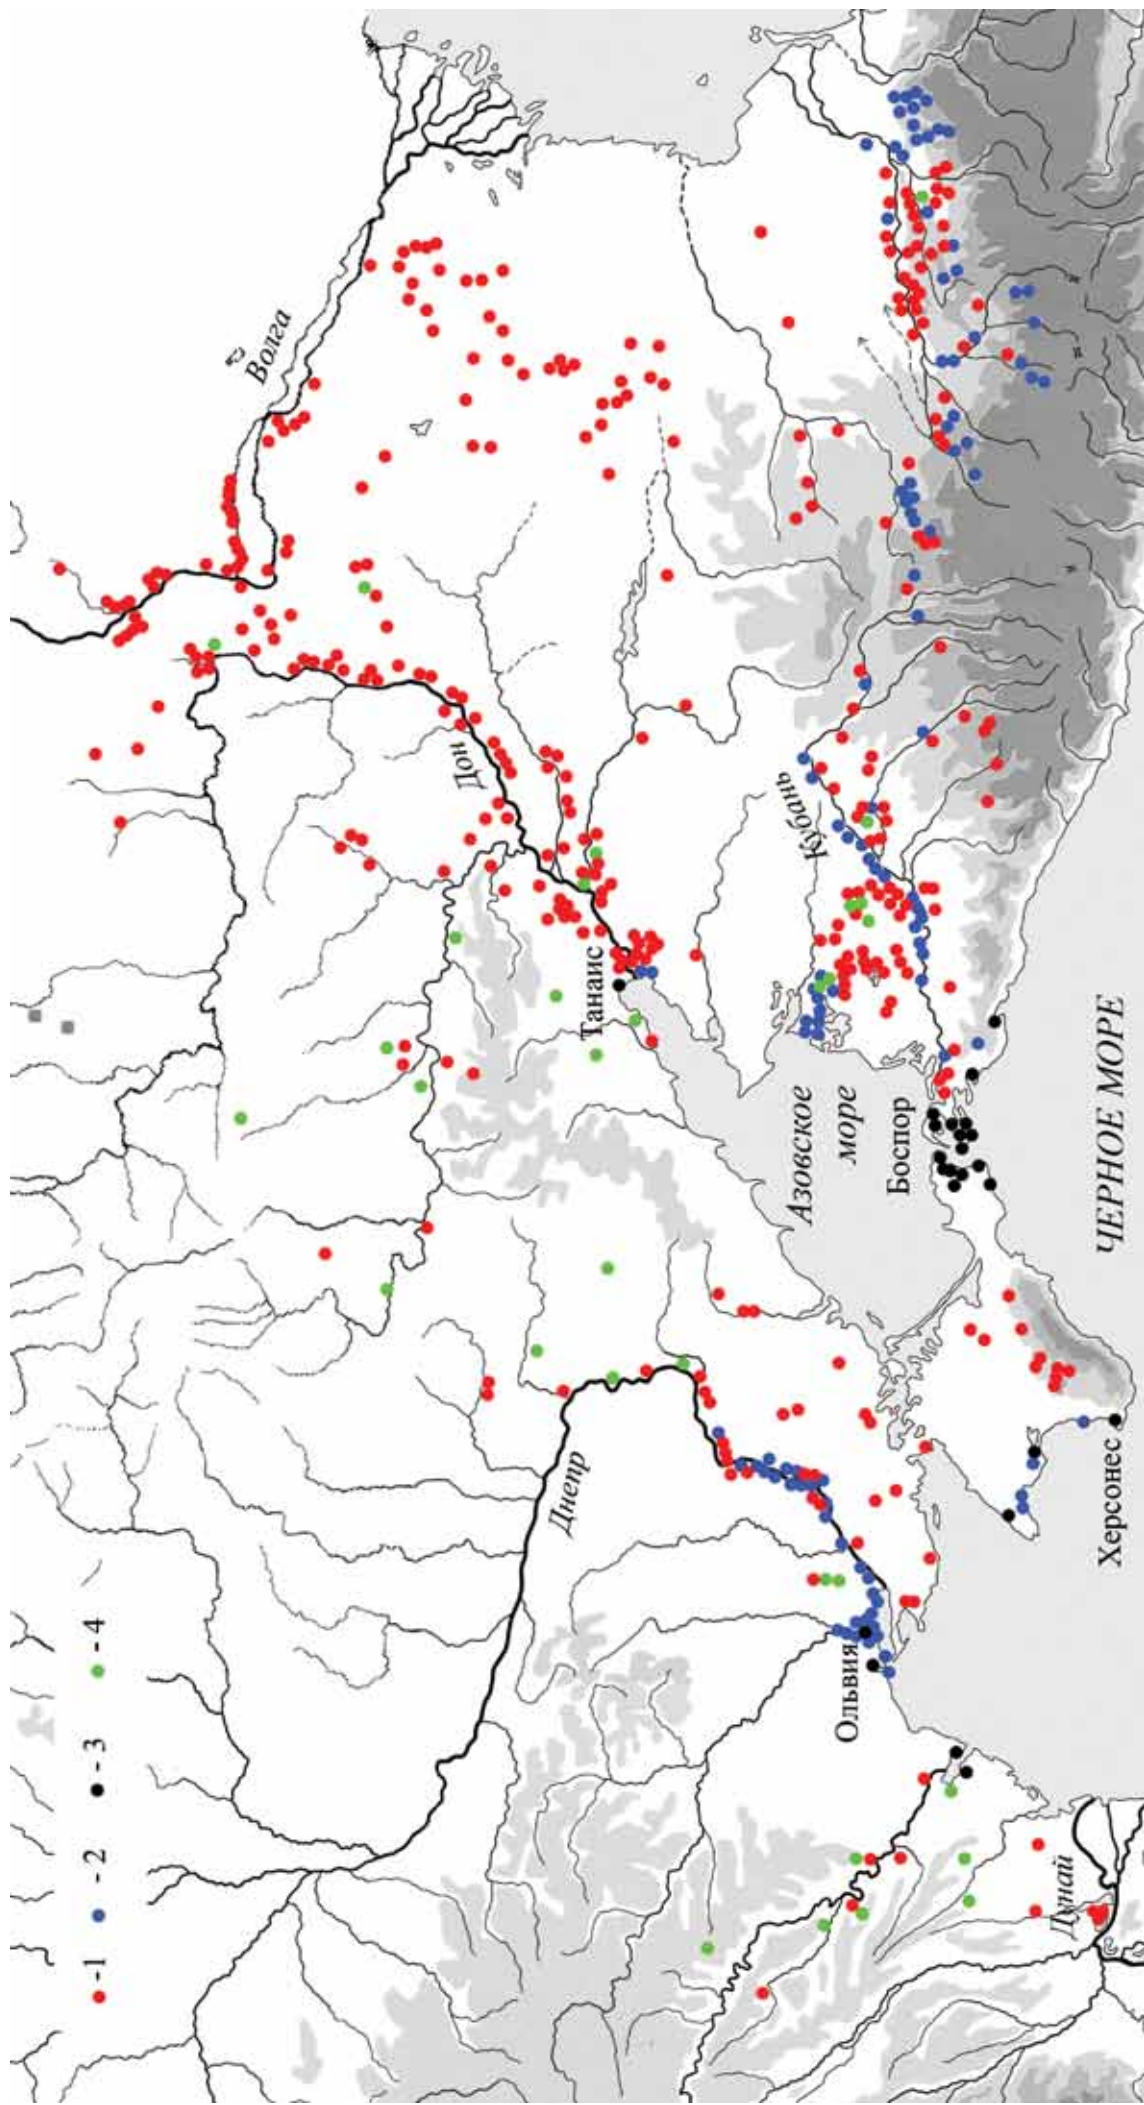 -1
-2
-3
-4
Волга
Дон
Танаис
Днепр
Кубань
Азовское
море
Боспор
Ольвия
Дунай
Херсонес
ЧЕРНОЕ МОРЕ